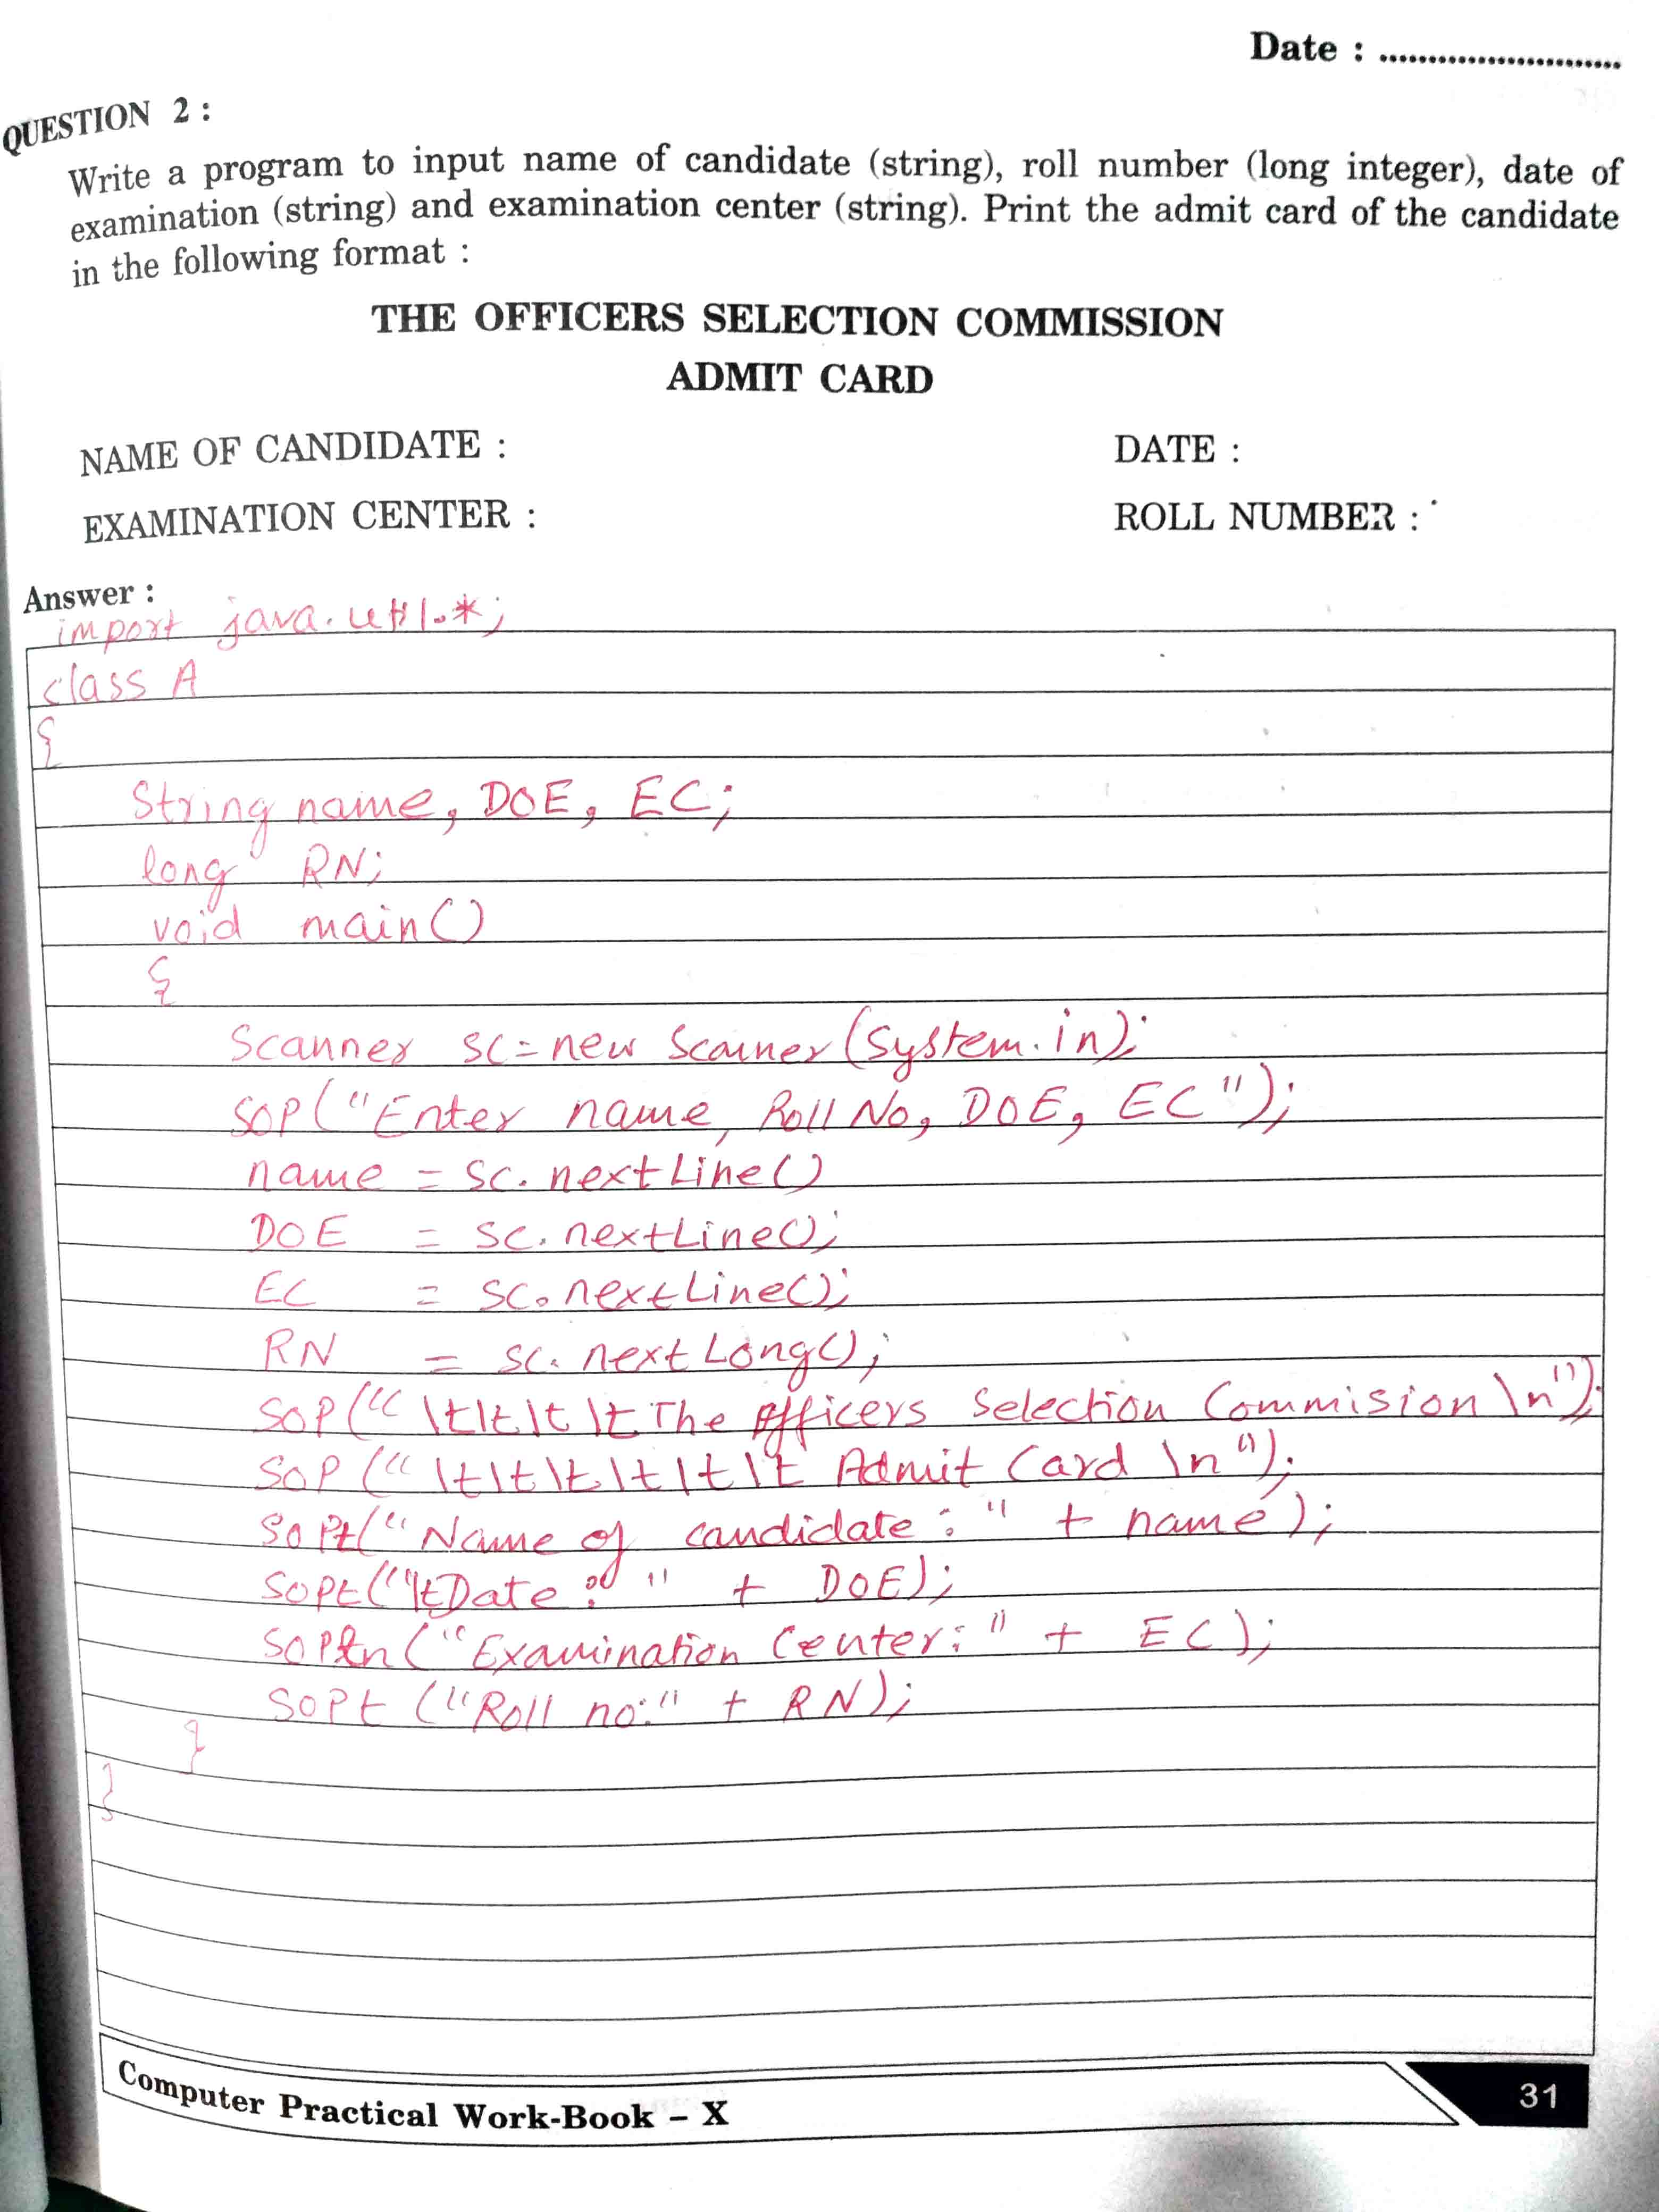 Date : ..........................
QUESTION 2 :
Write a program to input name of candidate (string), roll number (long integer), date of
examination (string) and examination center (string). Print the admit card of the candidate
in the following format :
THE OFFICERS SELECTION COMMISSION
ADMIT CARD
NAME OF CANDIDATE : DATE :
EXAMINATION CENTER : ROLL NUMBER :
Answer :
import java.util.*;
class A
{
String name, DOE, EC;
long RN;
void main()
{
Scanner sc=new Scanner(System.in);
SOP("Enter name, Roll No, DOE, EC");
name = sc.nextLine()
DOE = sc.nextLine();
EC = sc.nextLine();
RN = sc.nextLong();
SOP("\t\t\t\t The officers Selection Commision \n");
SOP("\t\t\t\t\t\t Admit Card \n");
SOPt("Name of candidate : " + name);
SOPt("\tDate : " + DOE);
SOPln("Examination Center: " + EC);
SOPt("Roll no:" + RN);
}
}
Computer Practical Work-Book – X
31